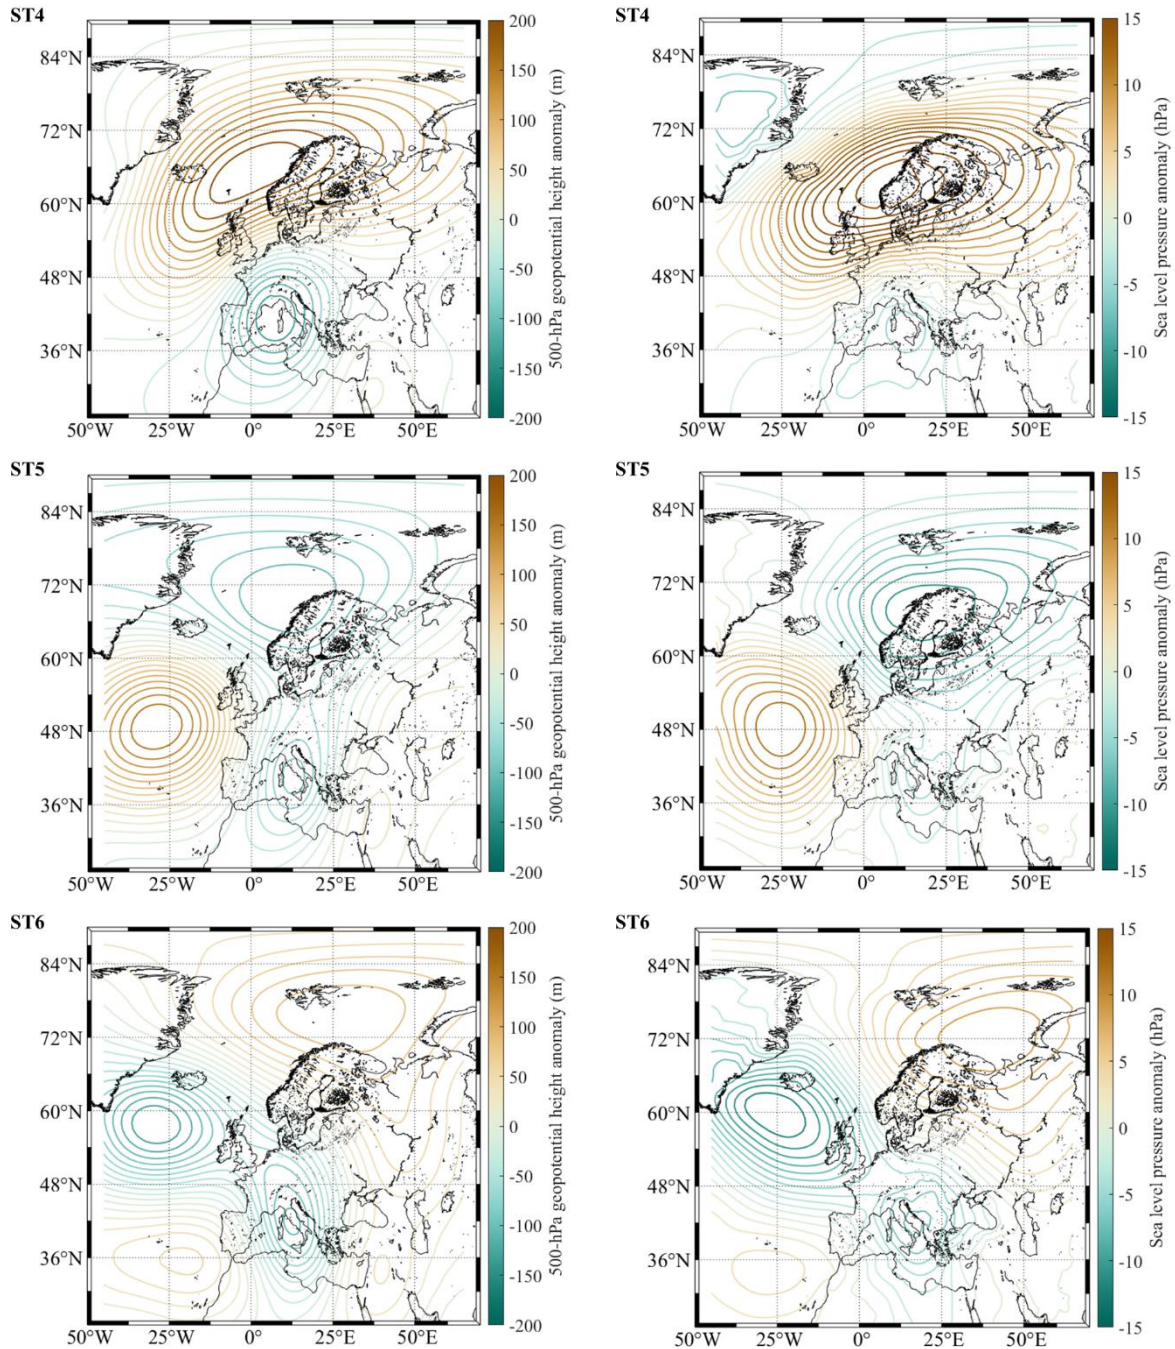 ST4
84°N
72°N
60°N
48°N
36°N
50°W 25°W 0° 25°E 50°E
200
150
100
50
0
-50
-100
-150
-200
500-hPa geopotential height anomaly (m)
ST4
84°N
72°N
60°N
48°N
36°N
50°W 25°W 0° 25°E 50°E
15
10
5
0
-5
-10
-15
Sea level pressure anomaly (hPa)
ST5
84°N
72°N
60°N
48°N
36°N
50°W 25°W 0° 25°E 50°E
200
150
100
50
0
-50
-100
-150
-200
500-hPa geopotential height anomaly (m)
ST5
84°N
72°N
60°N
48°N
36°N
50°W 25°W 0° 25°E 50°E
15
10
5
0
-5
-10
-15
Sea level pressure anomaly (hPa)
ST6
84°N
72°N
60°N
48°N
36°N
50°W 25°W 0° 25°E 50°E
200
150
100
50
0
-50
-100
-150
-200
500-hPa geopotential height anomaly (m)
ST6
84°N
72°N
60°N
48°N
36°N
50°W 25°W 0° 25°E 50°E
15
10
5
0
-5
-10
-15
Sea level pressure anomaly (hPa)